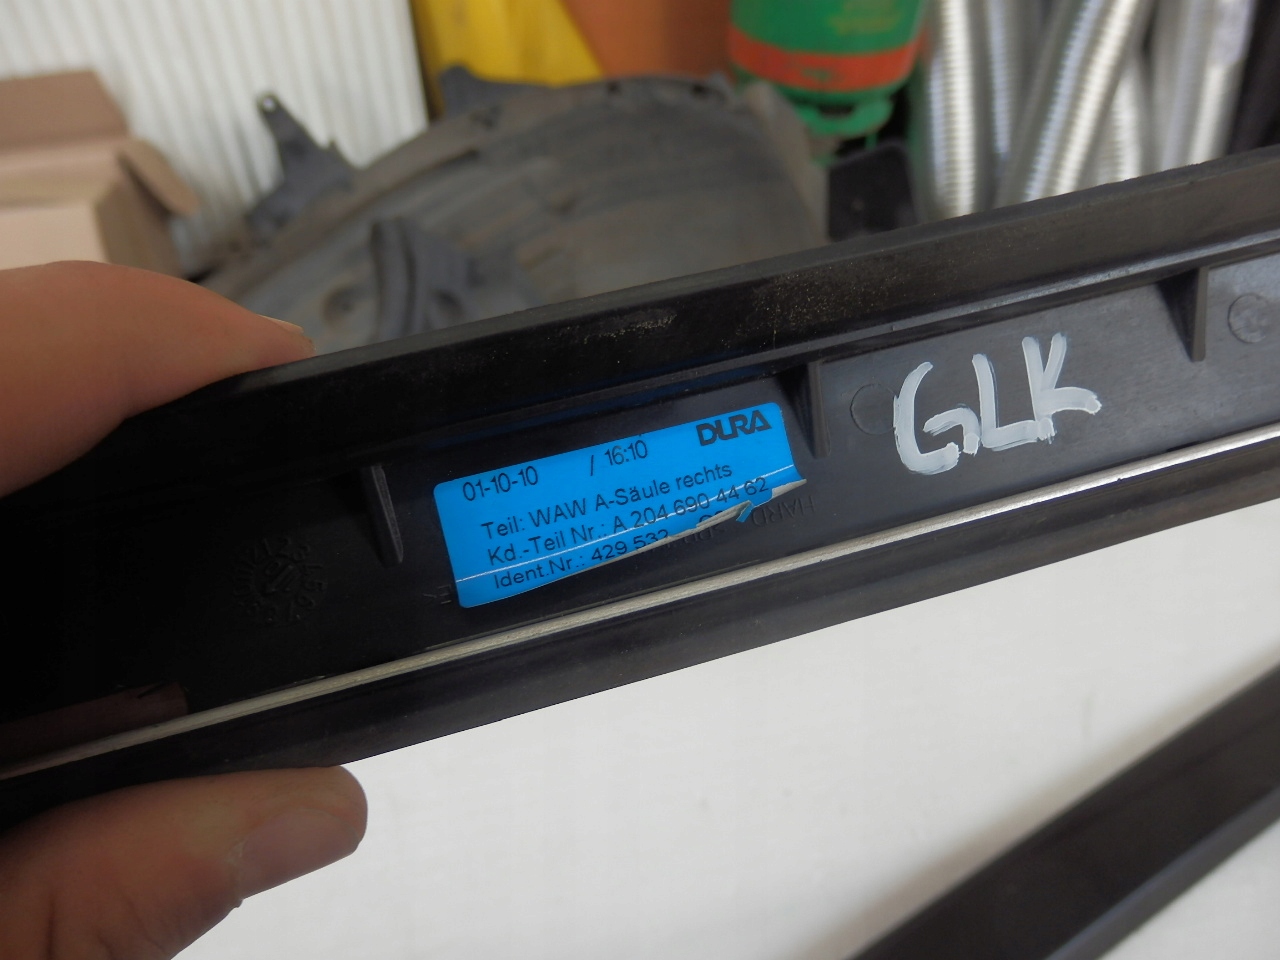 DURA
01-10-10 / 16:10
Teil: WAW A-Säule rechts
Kd.-Teil Nr.: A 204 690 44 62
Ident.Nr.: 429 532
HARD
GLK